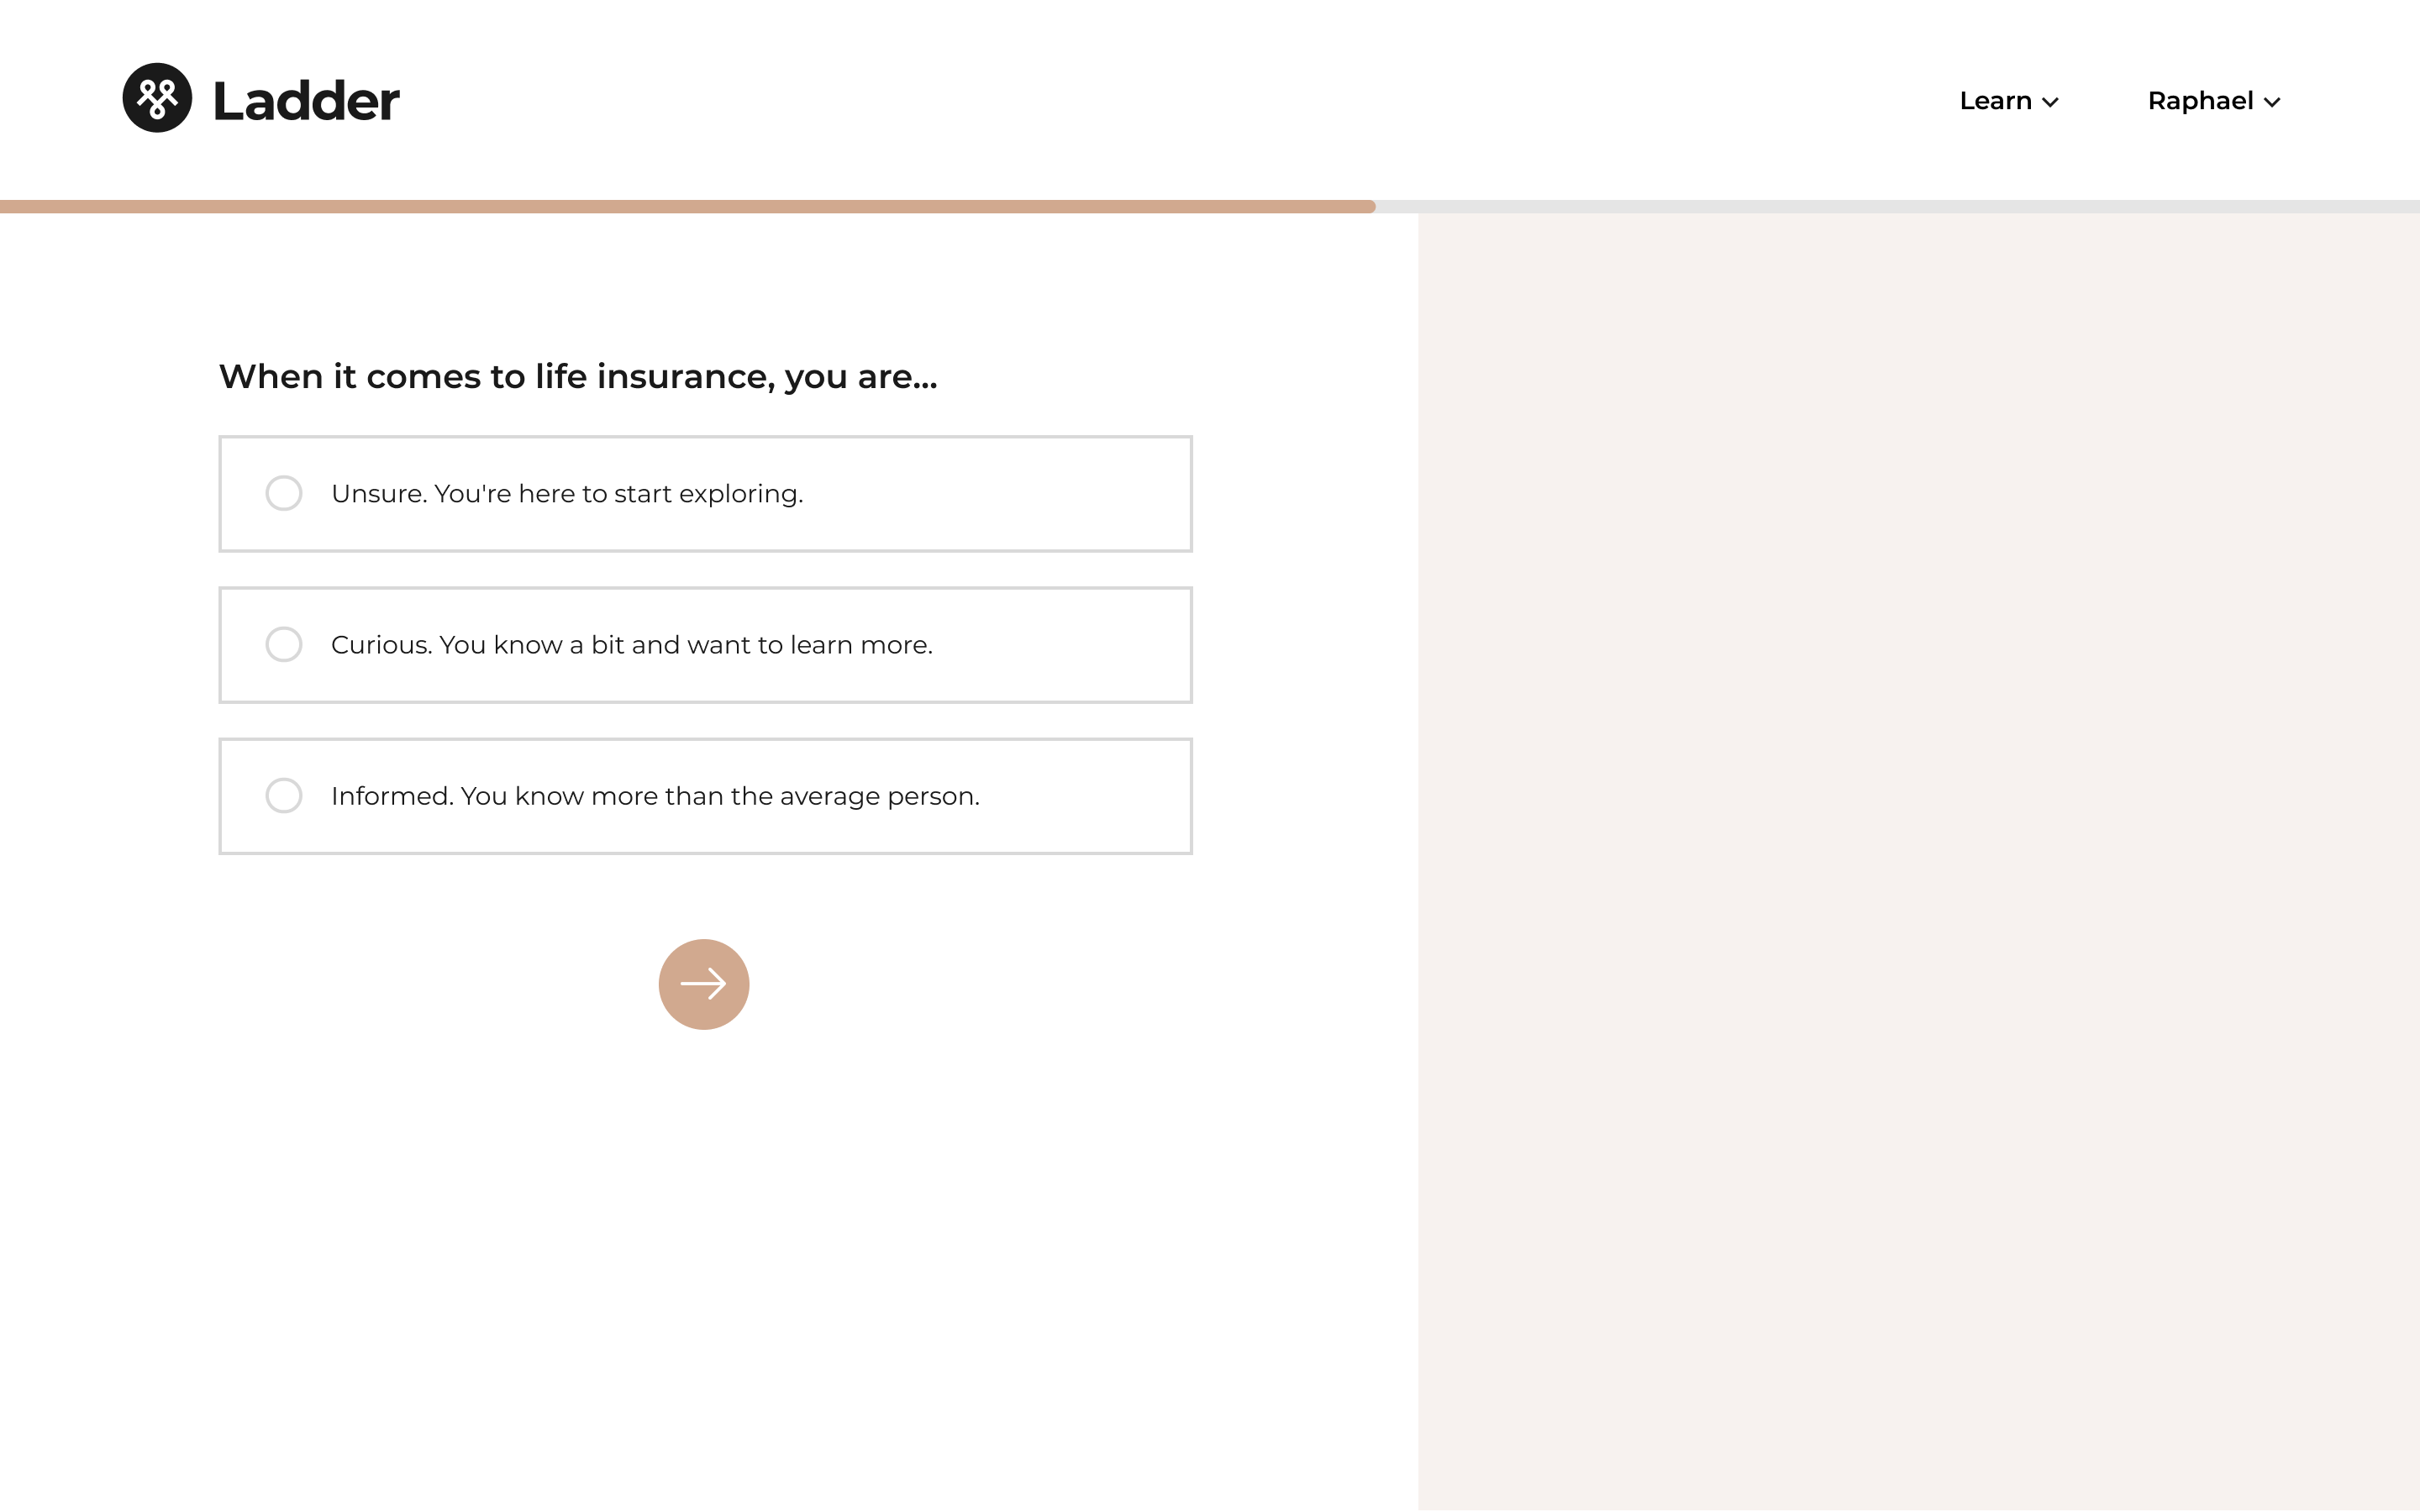 Ladder
Learn
Raphael
When it comes to life insurance, you are...
Unsure. You're here to start exploring.
Curious. You know a bit and want to learn more.
Informed. You know more than the average person.